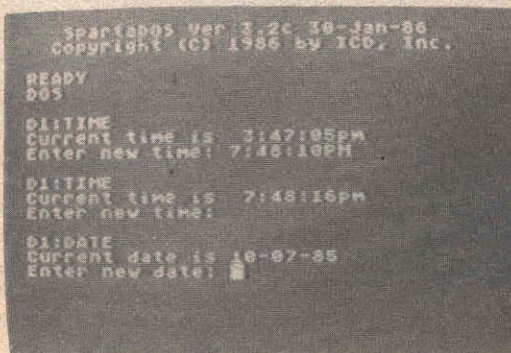 SpartaDOS Ver 3.2c 30-Jan-86
Copyright (C) 1986 by ICD, Inc.
READY
DOS
D1:TIME
Current time is 3:47:05pm
Enter new time: 7:48:10PM
D1:TIME
Current time is 7:48:16pm
Enter new time:
D1:DATE
Current date is 10-07-85
Enter new date: